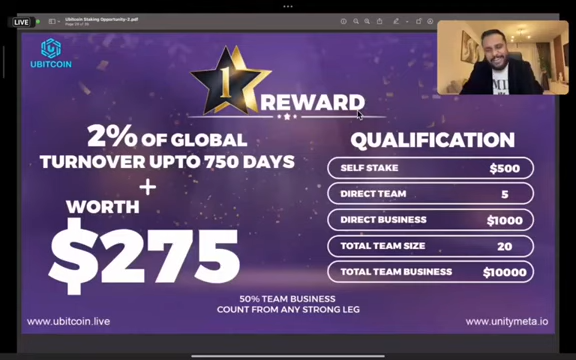 LIVE
Ubitcoin Staking Opportunity-2.pdf
UBITCOIN
1
REWARD
2% OF GLOBAL
TURNOVER UPTO 750 DAYS
+
WORTH
$275
QUALIFICATION
SELF STAKE $500
DIRECT TEAM 5
DIRECT BUSINESS $1000
TOTAL TEAM SIZE 20
TOTAL TEAM BUSINESS $10000
50% TEAM BUSINESS
COUNT FROM ANY STRONG LEG
www.ubitcoin.live
www.unitymeta.io